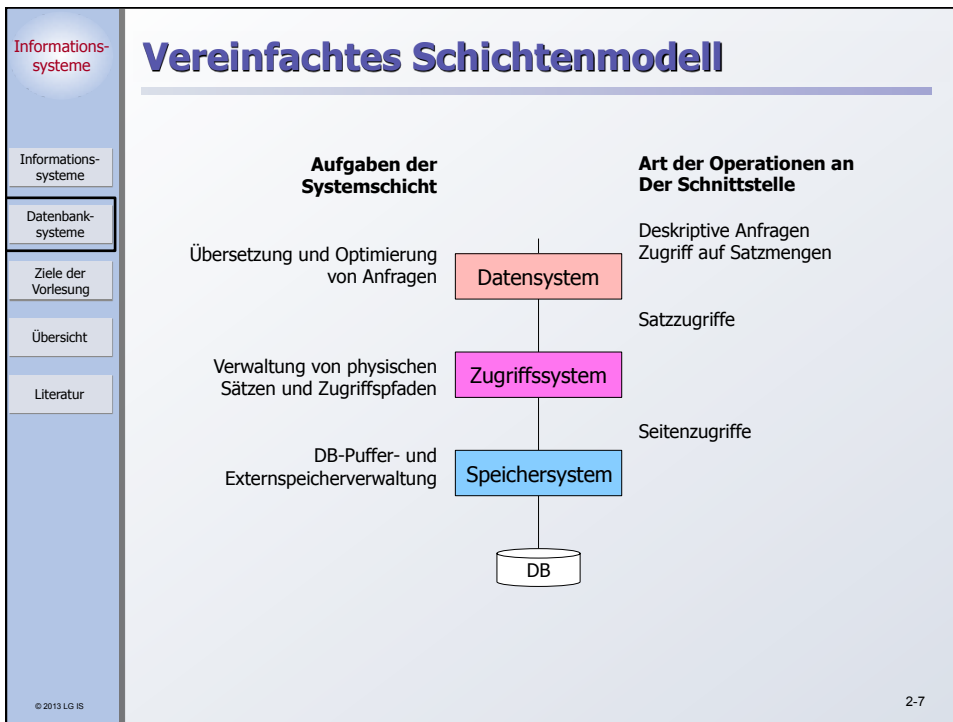 Informations-
systeme
Vereinfachtes Schichtenmodell
Informations-
systeme
Datenbank-
systeme
Ziele der
Vorlesung
Übersicht
Literatur
Aufgaben der
Systemschicht
Art der Operationen an
Der Schnittstelle
Deskriptive Anfragen
Zugriff auf Satzmengen
Übersetzung und Optimierung
von Anfragen
Datensystem
Satzzugriffe
Verwaltung von physischen
Sätzen und Zugriffspfaden
Zugriffssystem
Seitenzugriffe
DB-Puffer- und
Externspeicherverwaltung
Speichersystem
DB
© 2013 LG IS
2-7